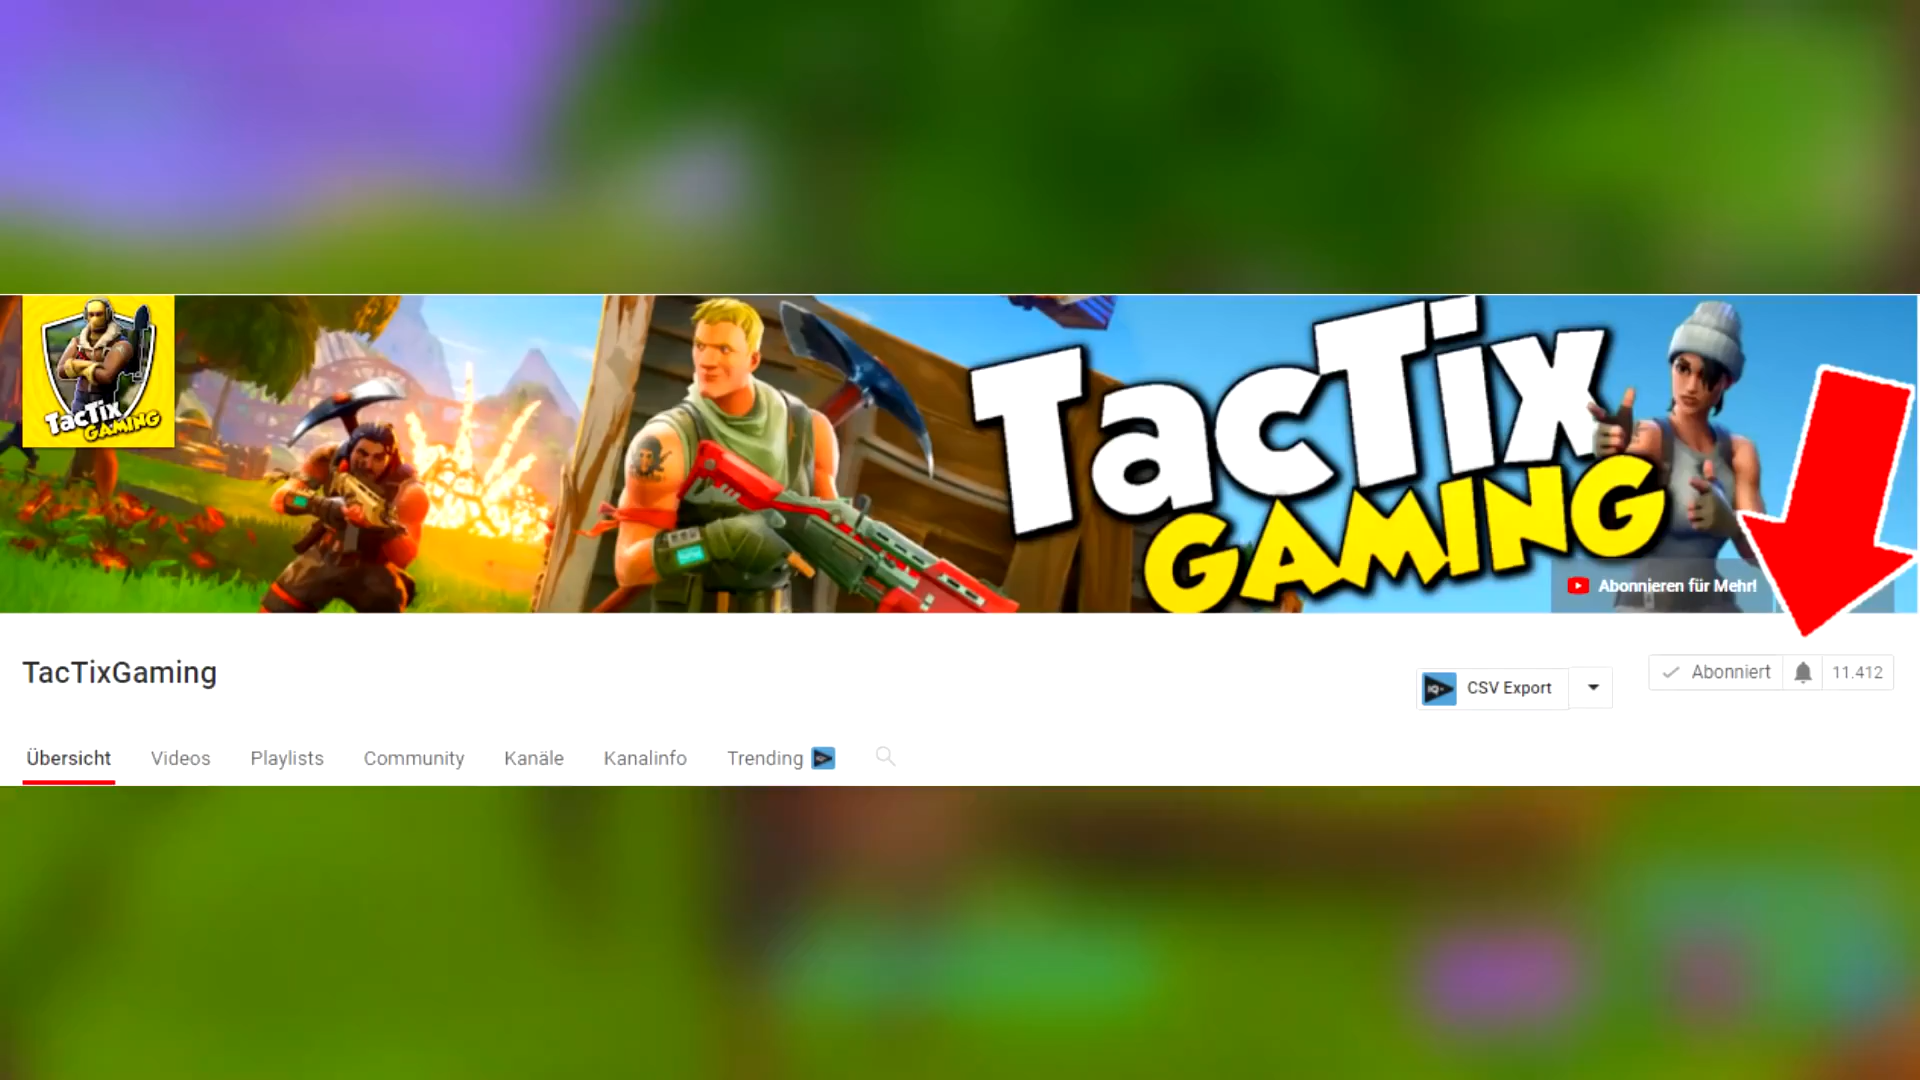 TacTix
GAMING
TacTix
GAMING
Abonnieren für Mehr!
TacTixGaming
CSV Export
Abonniert
11.412
Übersicht Videos Playlists Community Kanäle Kanalinfo Trending